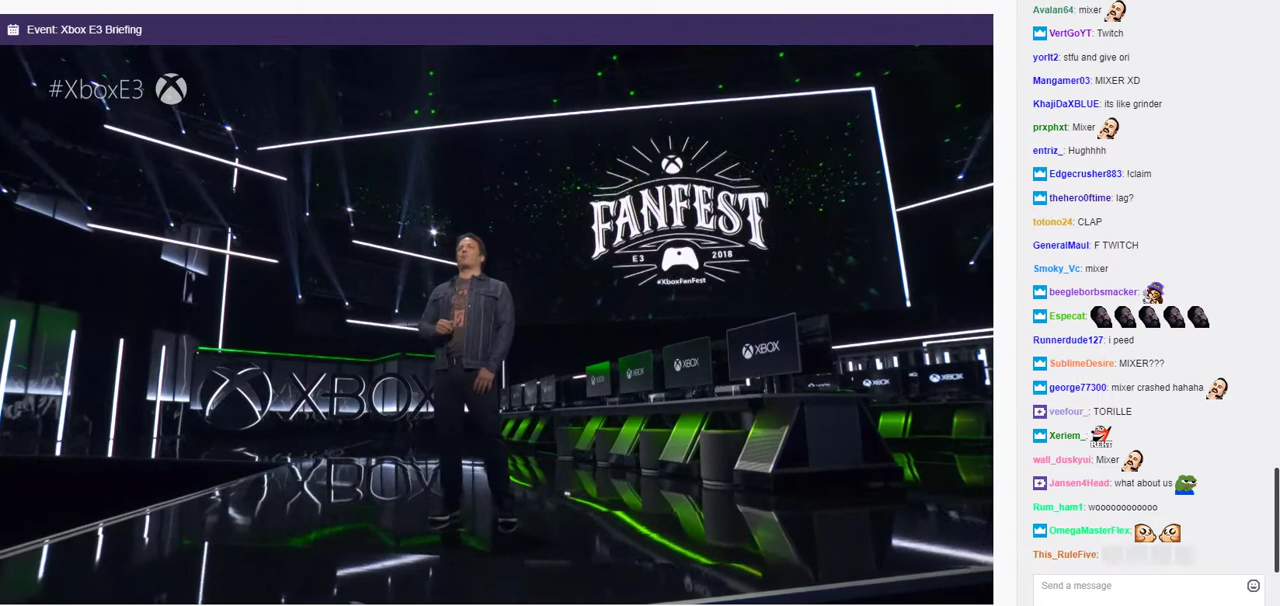 Event: Xbox E3 Briefing
#XboxE3
FANFEST
E3 2018
#XboxFanFest
XBOX
XBOX
XBOX
XBOX
XBOX
XBOX
Avalan64: mixer
VertGoYT: Twitch
yorlt2: stfu and give ori
Mangamer03: MIXER XD
KhajiDaXBLUE: its like grinder
prxphxt: Mixer
entriz_: Hughhhh
Edgecrusher883: !claim
thehero0ftime: lag?
totono24: CLAP
GeneralMaul: F TWITCH
Smoky_Vc: mixer
beegleborbsmacker:
Especat:
Runnerdude127: i peed
SublimeDesire: MIXER???
george77300: mixer crashed hahaha
veefour_: TORILLE
Xeriem_:
wall_duskyui: Mixer
Jansen4Head: what about us
Rum_ham1: woooooooooooo
OmegaMasterFlex:
This_RuleFive:
Send a message